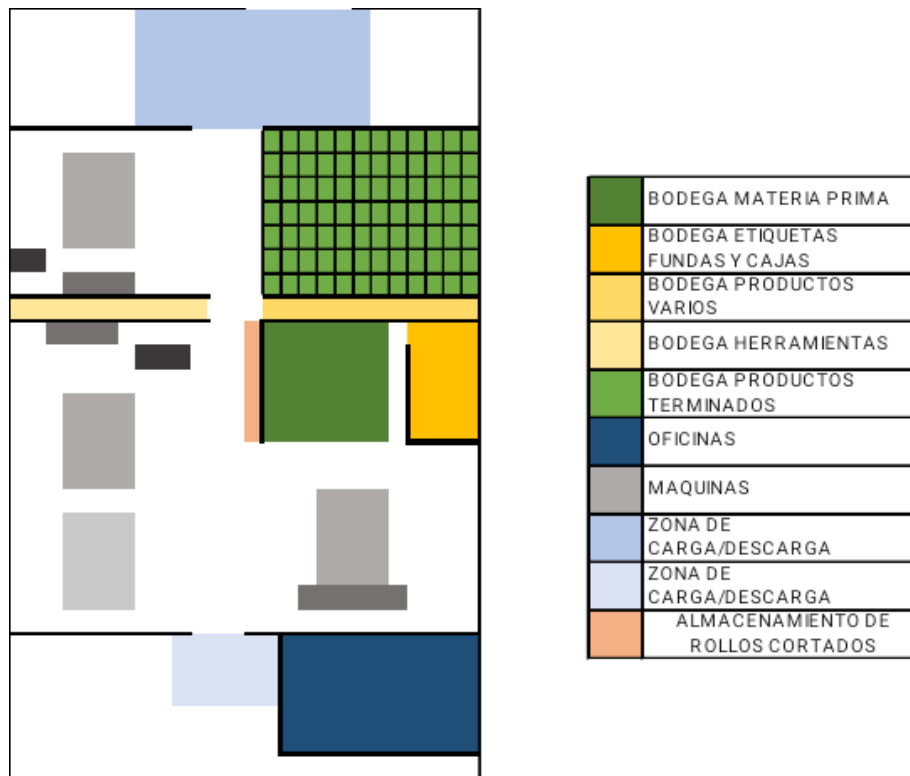 BODEGA MATERIA PRIMA
BODEGA ETIQUETAS
FUNDAS Y CAJAS
BODEGA PRODUCTOS
VARIOS
BODEGA HERRAMIENTAS
BODEGA PRODUCTOS
TERMINADOS
OFICINAS
MAQUINAS
ZONA DE
CARGA/DESCARGA
ZONA DE
CARGA/DESCARGA
ALMACENAMIENTO DE
ROLLOS CORTADOS